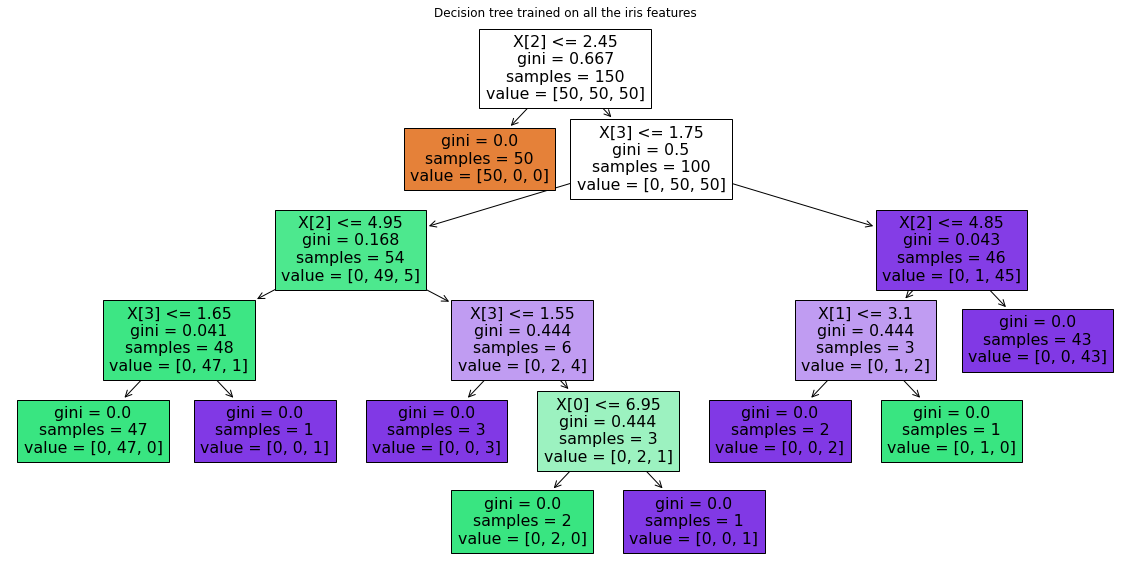 Decision tree trained on all the iris features
X[2] <= 2.45
gini = 0.667
samples = 150
value = [50, 50, 50]
gini = 0.0
samples = 50
value = [50, 0, 0]
X[3] <= 1.75
gini = 0.5
samples = 100
value = [0, 50, 50]
X[2] <= 4.95
gini = 0.168
samples = 54
value = [0, 49, 5]
X[2] <= 4.85
gini = 0.043
samples = 46
value = [0, 1, 45]
X[3] <= 1.65
gini = 0.041
samples = 48
value = [0, 47, 1]
X[3] <= 1.55
gini = 0.444
samples = 6
value = [0, 2, 4]
X[1] <= 3.1
gini = 0.444
samples = 3
value = [0, 1, 2]
gini = 0.0
samples = 43
value = [0, 0, 43]
gini = 0.0
samples = 47
value = [0, 47, 0]
gini = 0.0
samples = 1
value = [0, 0, 1]
gini = 0.0
samples = 3
value = [0, 0, 3]
X[0] <= 6.95
gini = 0.444
samples = 3
value = [0, 2, 1]
gini = 0.0
samples = 2
value = [0, 0, 2]
gini = 0.0
samples = 1
value = [0, 1, 0]
gini = 0.0
samples = 2
value = [0, 2, 0]
gini = 0.0
samples = 1
value = [0, 0, 1]